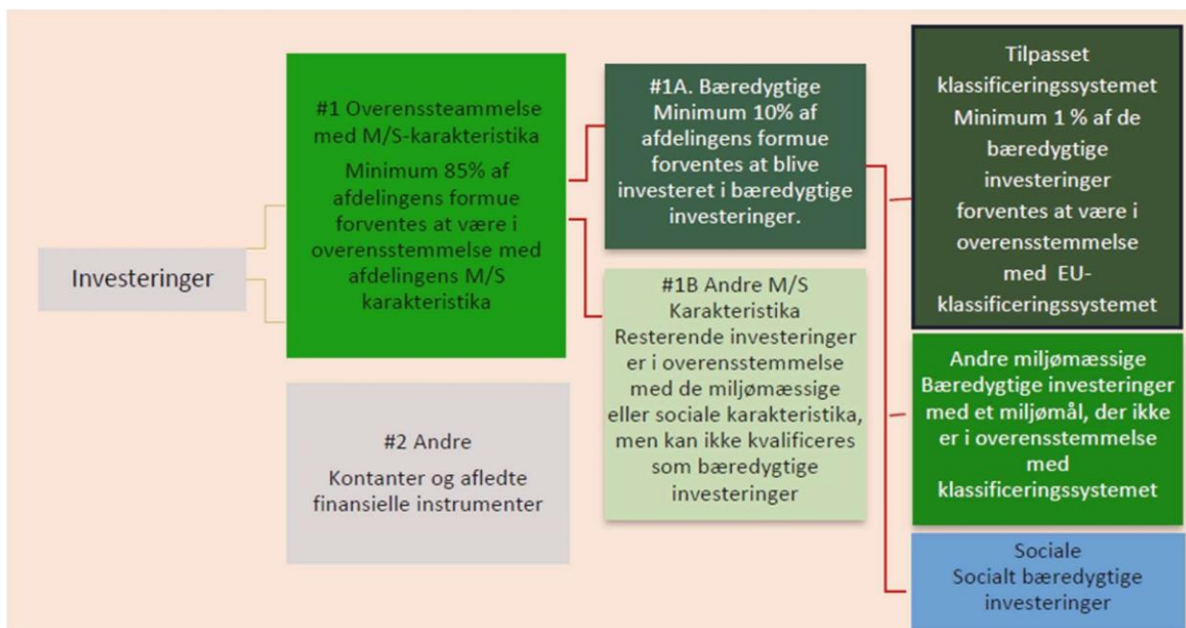 Investeringer
#1 Overenssteammelse
med M/S-karakteristika
Minimum 85% af
afdelingens formue
forventes at være i
overensstemmelse med
afdelingens M/S
karakteristika
#2 Andre
Kontanter og afledte
finansielle instrumenter
#1A. Bæredygtige
Minimum 10% af
afdelingens formue
forventes at blive
investeret i bæredygtige
investeringer.
#1B Andre M/S
Karakteristika
Resterende investeringer
er i overensstemmelse
med de miljømæssige
eller sociale karakteristika,
men kan ikke kvalificeres
som bæredygtige
investeringer
Tilpasset
klassificeringssystemet
Minimum 1 % af de
bæredygtige
investeringer
forventes at være i
overensstemmelse
med EU-
klassificeringssystemet
Andre miljømæssige
Bæredygtige investeringer
med et miljømål, der ikke
er i overensstemmelse
med
klassificeringssystemet
Sociale
Socialt bæredygtige
investeringer